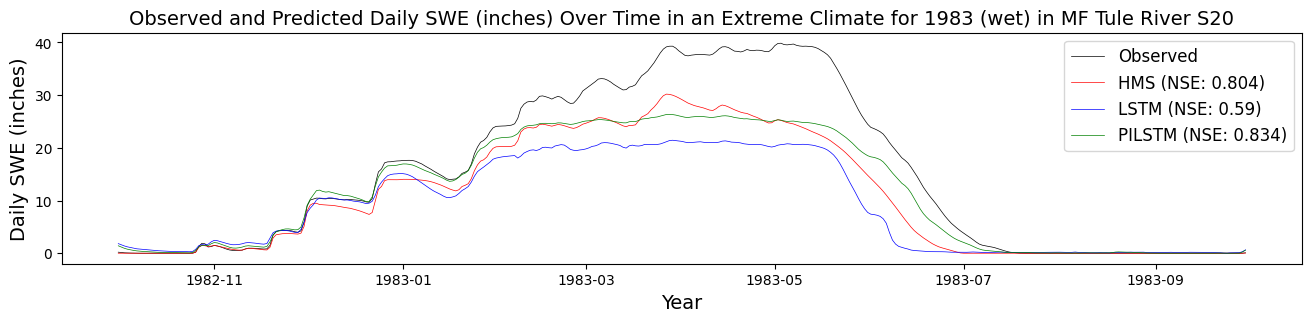 Observed and Predicted Daily SWE (inches) Over Time in an Extreme Climate for 1983 (wet) in MF Tule River S20
Daily SWE (inches)
40
30
20
10
0
Observed
HMS (NSE: 0.804)
LSTM (NSE: 0.59)
PILSTM (NSE: 0.834)
1982-11 1983-01 1983-03 1983-05 1983-07 1983-09
Year